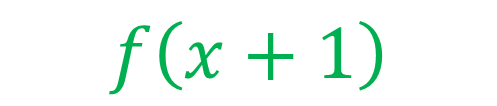 f(x + 1)